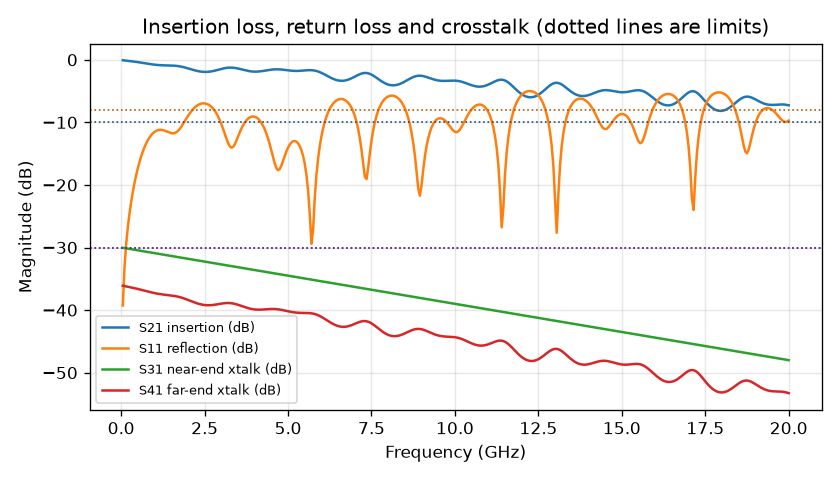 Insertion loss, return loss and crosstalk (dotted lines are limits)
Magnitude (dB)
0
−10
−20
−30
−40
−50
S21 insertion (dB)
S11 reflection (dB)
S31 near-end xtalk (dB)
S41 far-end xtalk (dB)
0.0 2.5 5.0 7.5 10.0 12.5 15.0 17.5 20.0
Frequency (GHz)